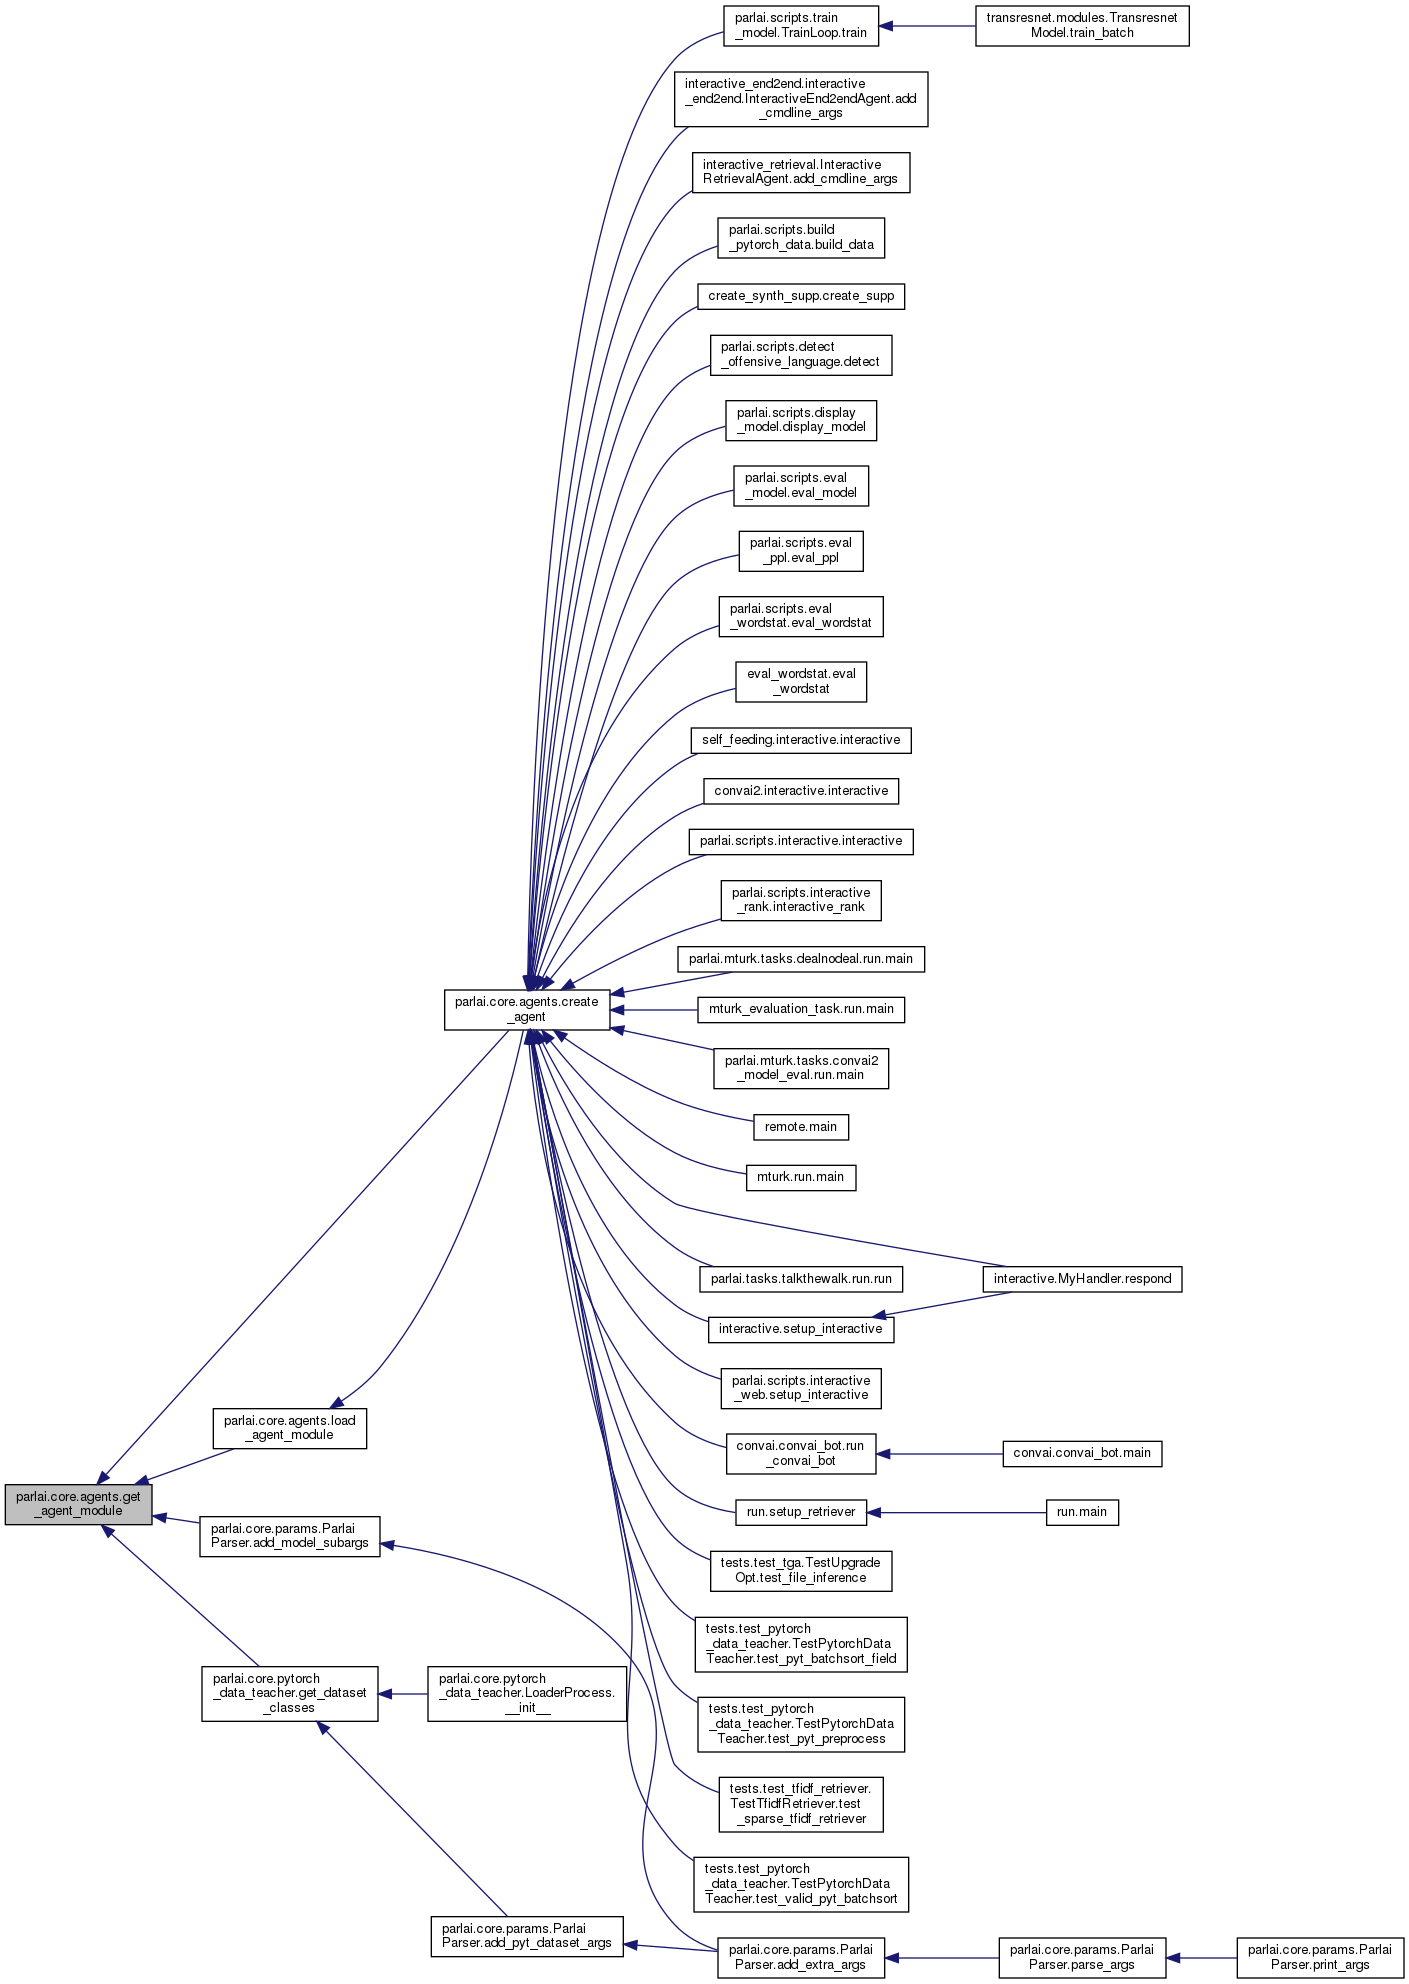 parlai.scripts.train
_model.TrainLoop.train
transresnet.modules.Transresnet
Model.train_batch
interactive_end2end.interactive
_end2end.InteractiveEnd2endAgent.add
_cmdline_args
interactive_retrieval.Interactive
RetrievalAgent.add_cmdline_args
parlai.scripts.build
_pytorch_data.build_data
create_synth_supp.create_supp
parlai.scripts.detect
_offensive_language.detect
parlai.scripts.display
_model.display_model
parlai.scripts.eval
_model.eval_model
parlai.scripts.eval
_ppl.eval_ppl
parlai.scripts.eval
_wordstat.eval_wordstat
eval_wordstat.eval
_wordstat
self_feeding.interactive.interactive
convai2.interactive.interactive
parlai.scripts.interactive.interactive
parlai.scripts.interactive
_rank.interactive_rank
parlai.mturk.tasks.dealnodeal.run.main
parlai.core.agents.create
_agent
mturk_evaluation_task.run.main
parlai.mturk.tasks.convai2
_model_eval.run.main
remote.main
mturk.run.main
parlai.tasks.talkthewalk.run.run
interactive.MyHandler.respond
interactive.setup_interactive
parlai.scripts.interactive
_web.setup_interactive
parlai.core.agents.load
_agent_module
convai.convai_bot.run
_convai_bot
convai.convai_bot.main
parlai.core.agents.get
_agent_module
run.setup_retriever
run.main
parlai.core.params.Parlai
Parser.add_model_subargs
tests.test_tga.TestUpgrade
Opt.test_file_inference
tests.test_pytorch
_data_teacher.TestPytorchData
Teacher.test_pyt_batchsort_field
parlai.core.pytorch
_data_teacher.get_dataset
_classes
parlai.core.pytorch
_data_teacher.LoaderProcess.
__init__
tests.test_pytorch
_data_teacher.TestPytorchData
Teacher.test_pyt_preprocess
tests.test_tfidf_retriever.
TestTfidfRetriever.test
_sparse_tfidf_retriever
tests.test_pytorch
_data_teacher.TestPytorchData
Teacher.test_valid_pyt_batchsort
parlai.core.params.Parlai
Parser.add_pyt_dataset_args
parlai.core.params.Parlai
Parser.add_extra_args
parlai.core.params.Parlai
Parser.parse_args
parlai.core.params.Parlai
Parser.print_args